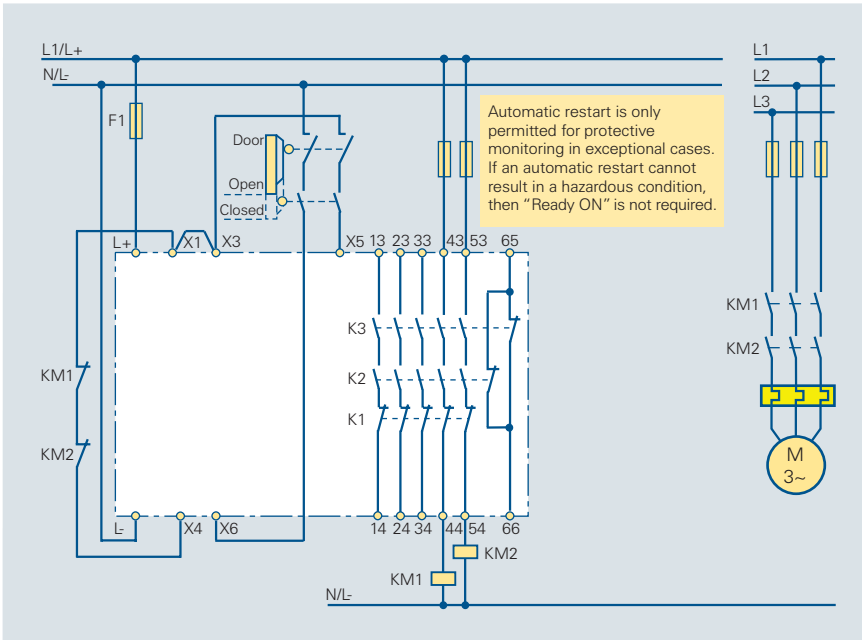 L1/L+
N/L-
F1
Door
Open
Closed
Automatic restart is only
permitted for protective
monitoring in exceptional cases.
If an automatic restart cannot
result in a hazardous condition,
then “Ready ON” is not required.
L1
L2
L3
L+ X1 X3 X5 13 23 33 43 53 65
KM1
KM2
K3
K2
K1
KM1
KM2
M
3~
L- X4 X6 14 24 34 44 54 66
KM2
KM1
N/L-